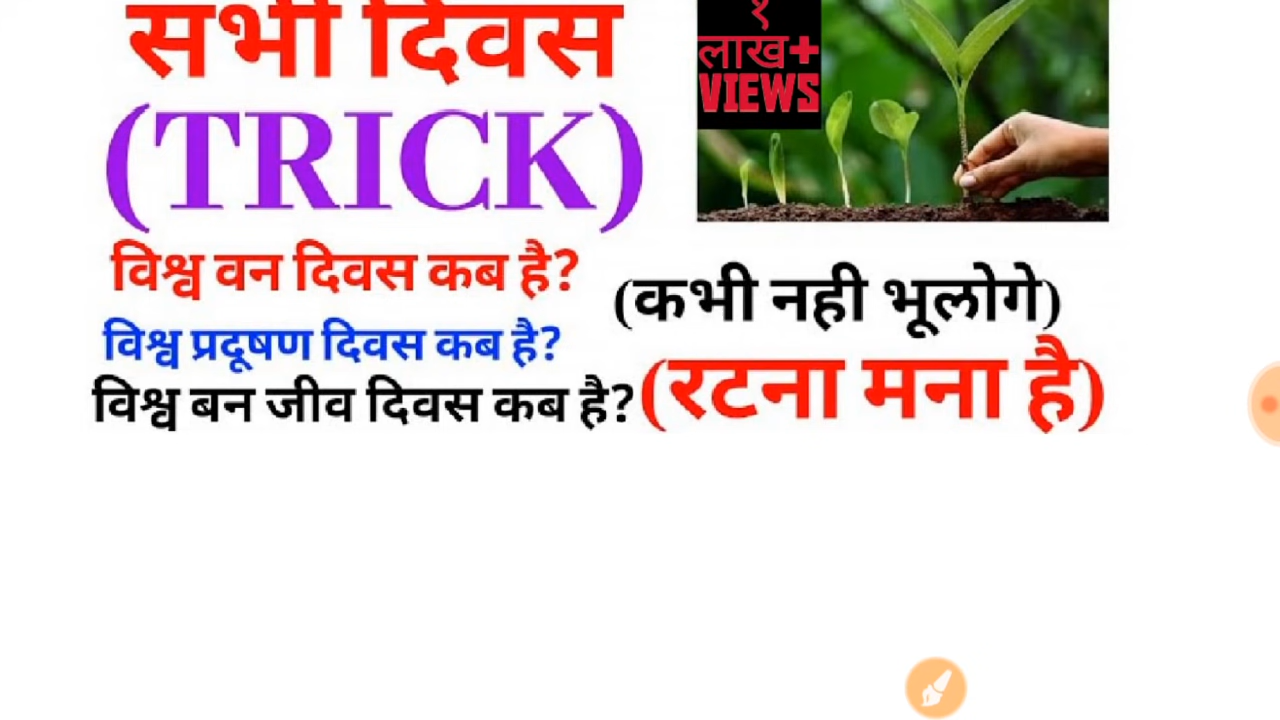 सभी दिवस
(TRICK)
१
लाख+
VIEWS
विश्व वन दिवस कब है?
विश्व प्रदूषण दिवस कब है?
विश्व बन जीव दिवस कब है?
(कभी नही भूलोगे)
(रटना मना है)